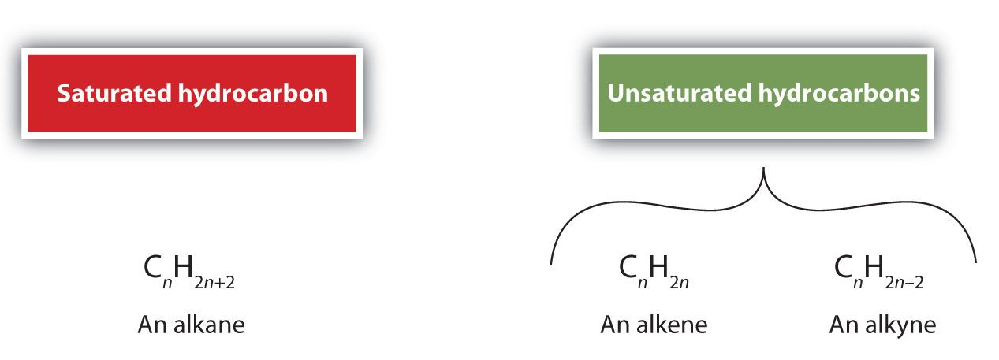 Saturated hydrocarbon
Unsaturated hydrocarbons
CₙH₂ₙ₊₂
CₙH₂ₙ
CₙH₂ₙ₋₂
An alkane
An alkene
An alkyne